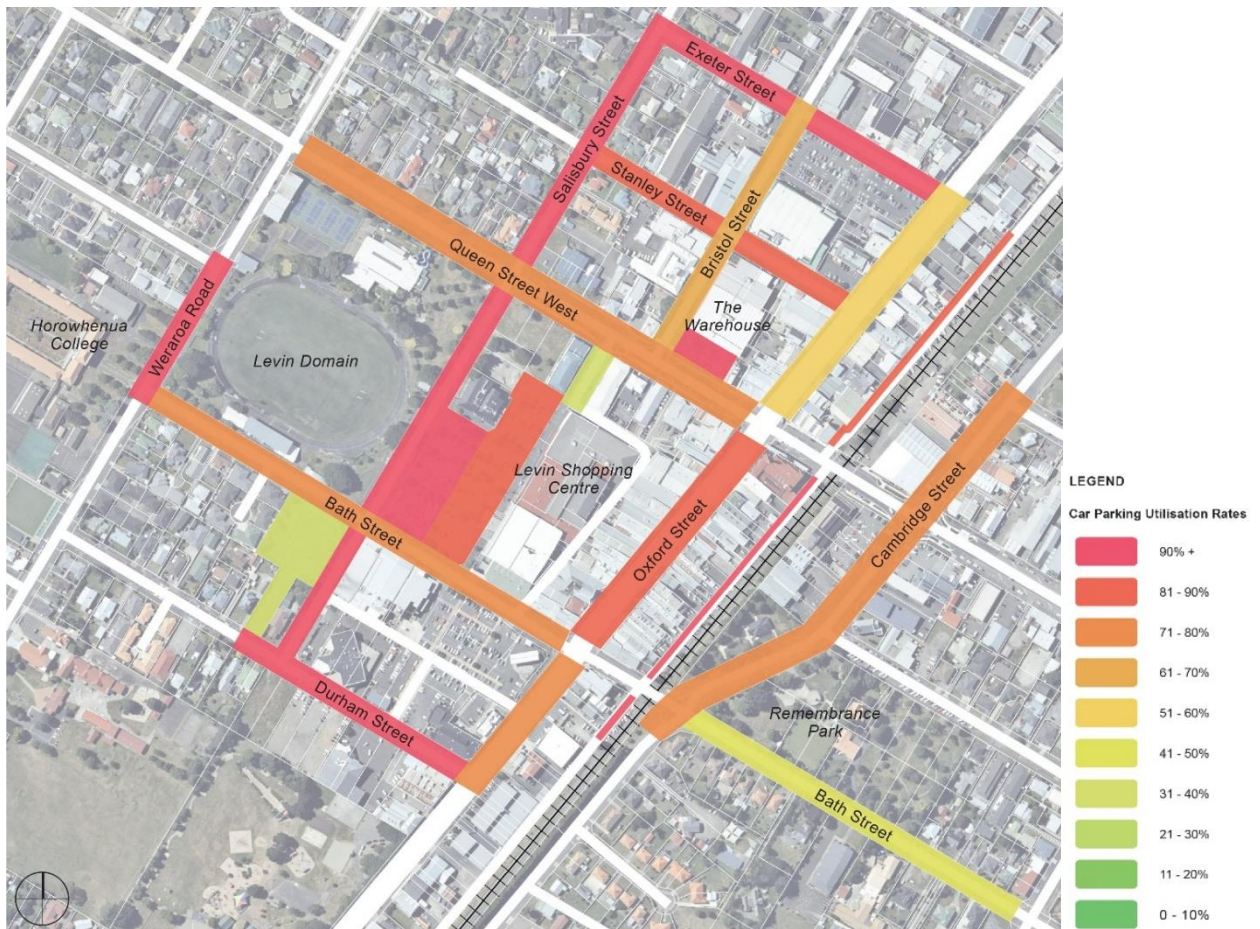 Exeter Street
Salisbury Street
Stanley Street
Bristol Street
Queen Street West
The
Warehouse
Weraroa Road
Horowhenua
College
Levin Domain
Levin Shopping
Centre
Bath Street
Oxford Street
Cambridge Street
Durham Street
Remembrance
Park
Bath Street
LEGEND
Car Parking Utilisation Rates
90% +
81 - 90%
71 - 80%
61 - 70%
51 - 60%
41 - 50%
31 - 40%
21 - 30%
11 - 20%
0 - 10%